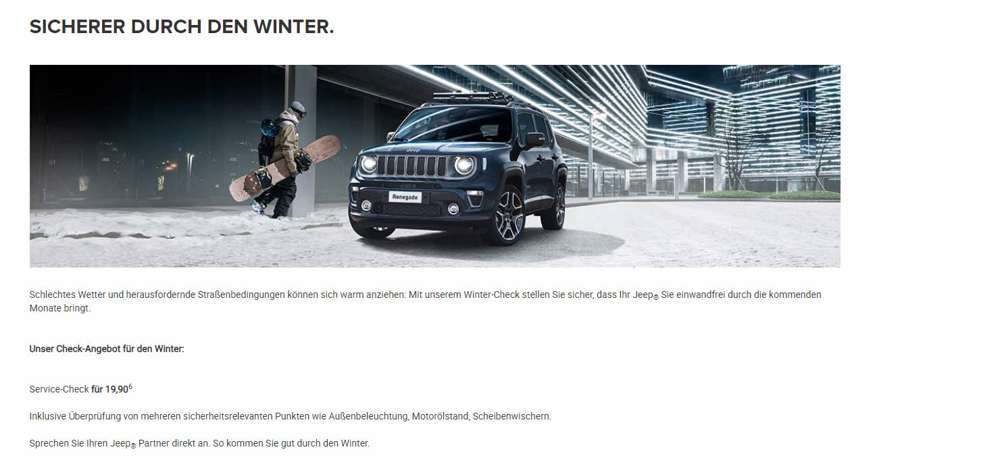 SICHERER DURCH DEN WINTER.
Jeep
Renegade
Schlechtes Wetter und herausfordernde Straßenbedingungen können sich warm anziehen: Mit unserem Winter-Check stellen Sie sicher, dass Ihr Jeep® Sie einwandfrei durch die kommenden
Monate bringt.
Unser Check-Angebot für den Winter:
Service-Check für 19,90⁶
Inklusive Überprüfung von mehreren sicherheitsrelevanten Punkten wie Außenbeleuchtung, Motorölstand, Scheibenwischern.
Sprechen Sie Ihren Jeep® Partner direkt an. So kommen Sie gut durch den Winter.